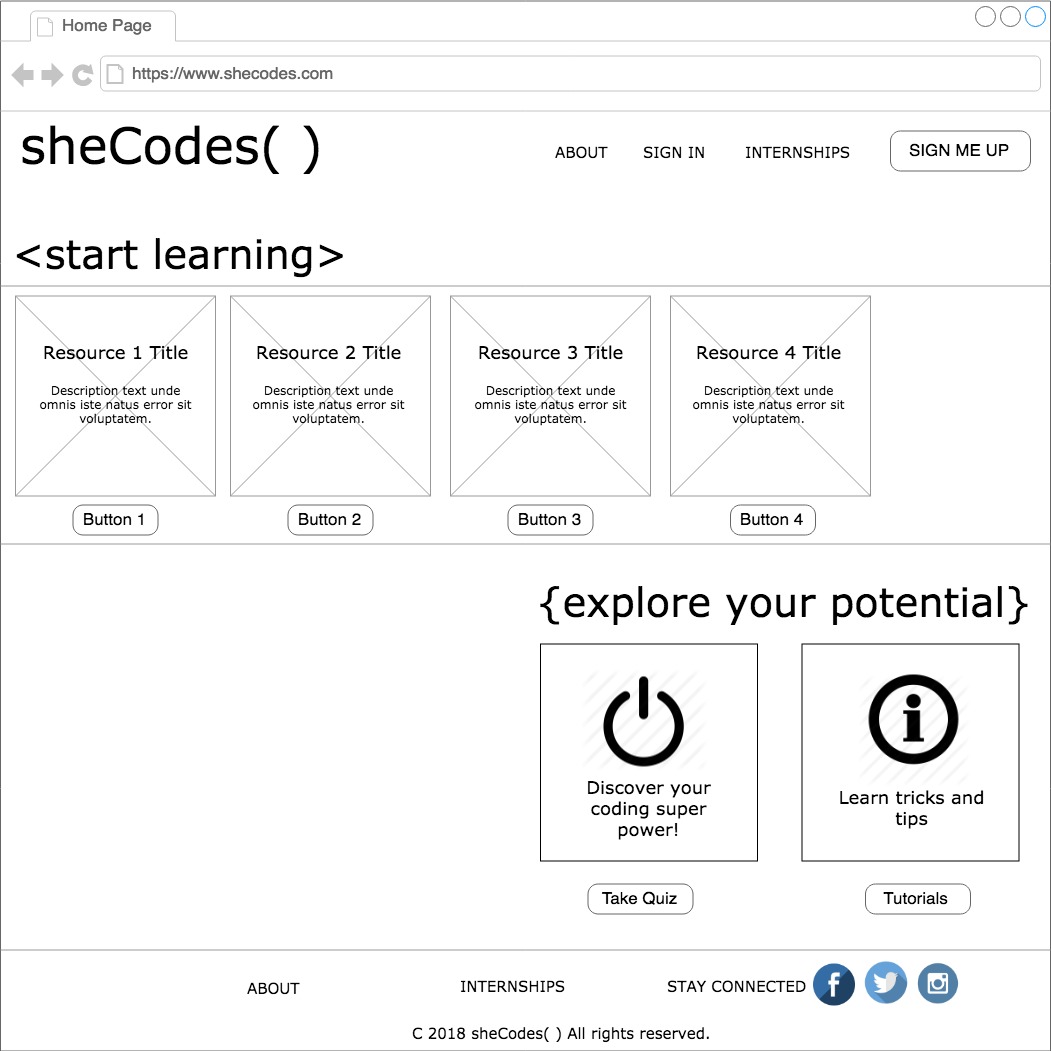 Home Page
https://www.shecodes.com
sheCodes( )
ABOUT SIGN IN INTERNSHIPS SIGN ME UP
<start learning>
Resource 1 Title
Description text unde
omnis iste natus error sit
voluptatem.
Button 1
Resource 2 Title
Description text unde
omnis iste natus error sit
voluptatem.
Button 2
Resource 3 Title
Description text unde
omnis iste natus error sit
voluptatem.
Button 3
Resource 4 Title
Description text unde
omnis iste natus error sit
voluptatem.
Button 4
{explore your potential}
Discover your
coding super
power!
Take Quiz
Learn tricks and
tips
Tutorials
ABOUT INTERNSHIPS STAY CONNECTED
C 2018 sheCodes( ) All rights reserved.